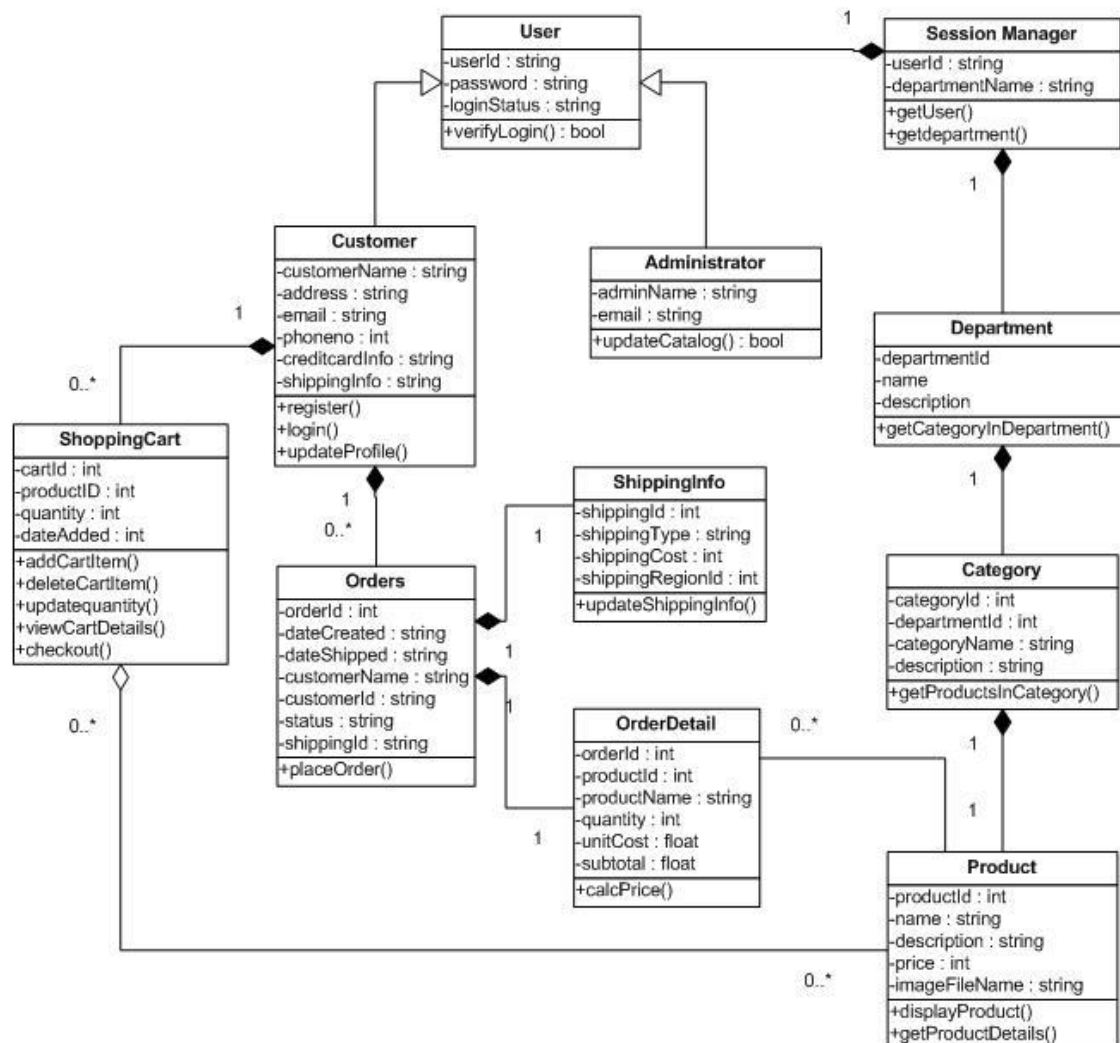 User
-userId : string
-password : string
-loginStatus : string
+verifyLogin() : bool
1
Session Manager
-userId : string
-departmentName : string
+getUser()
+getdepartment()
1
Customer
-customerName : string
-address : string
-email : string
-phoneno : int
-creditcardInfo : string
-shippingInfo : string
+register()
+login()
+updateProfile()
1
0..*
1
0..*
Administrator
-adminName : string
-email : string
+updateCatalog() : bool
Department
-departmentId
-name
-description
+getCategoryInDepartment()
1
ShoppingCart
-cartId : int
-productID : int
-quantity : int
-dateAdded : int
+addCartItem()
+deleteCartItem()
+updatequantity()
+viewCartDetails()
+checkout()
0..*
ShippingInfo
-shippingId : int
-shippingType : string
-shippingCost : int
-shippingRegionId : int
+updateShippingInfo()
1
Orders
-orderId : int
-dateCreated : string
-dateShipped : string
-customerName : string
-customerId : string
-status : string
-shippingId : string
+placeOrder()
1
1
Category
-categoryId : int
-departmentId : int
-categoryName : string
-description : string
+getProductsInCategory()
1
1
OrderDetail
-orderId : int
-productId : int
-productName : string
-quantity : int
-unitCost : float
-subtotal : float
+calcPrice()
1
0..*
Product
-productId : int
-name : string
-description : string
-price : int
-imageFileName : string
+displayProduct()
+getProductDetails()
0..*